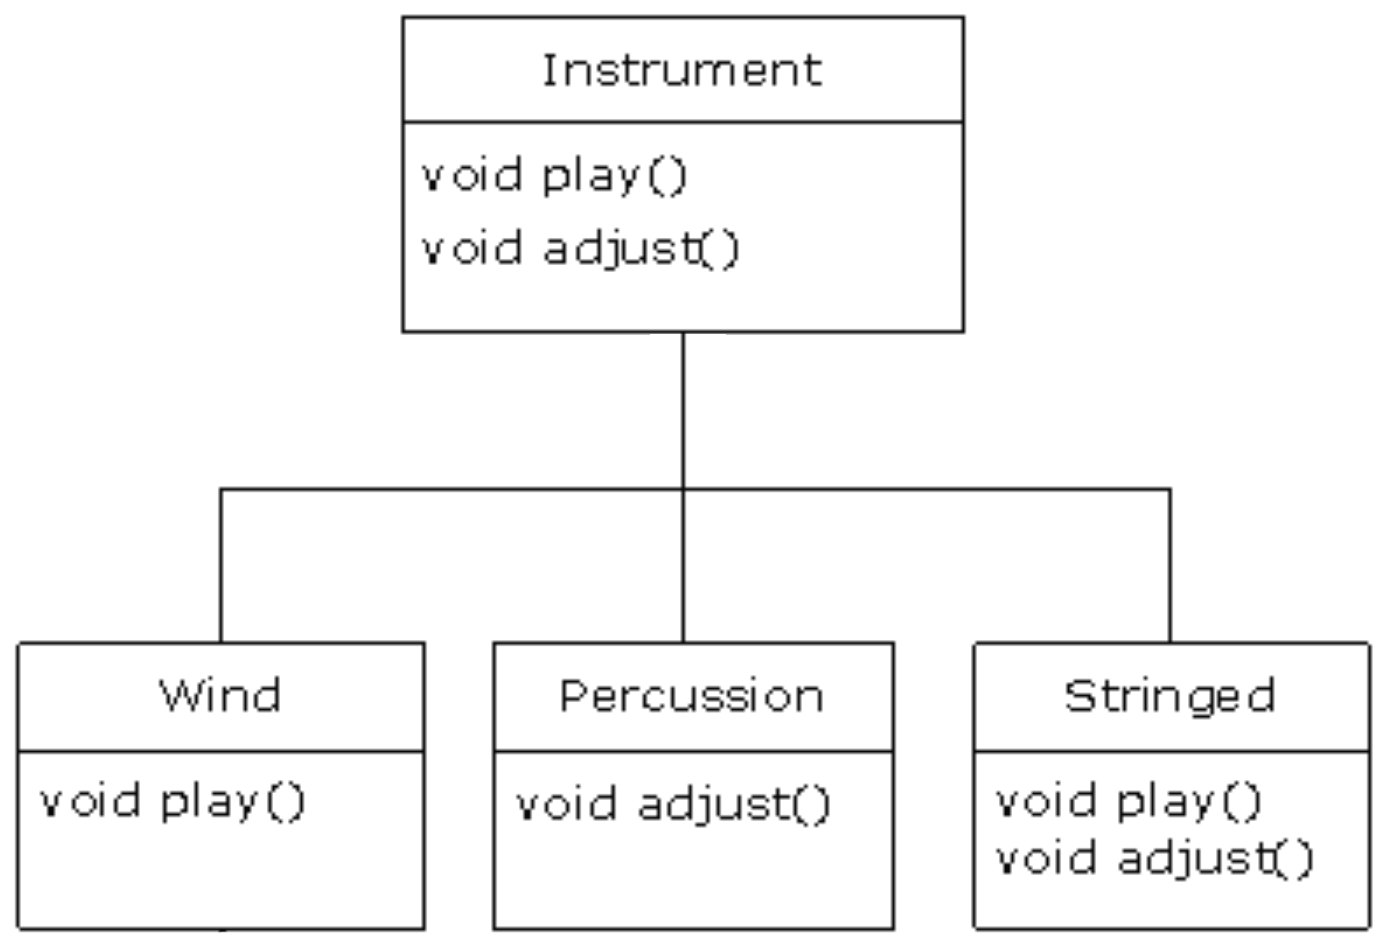 Instrument
void play()
void adjust()
Wind
void play()
Percussion
void adjust()
Stringed
void play()
void adjust()